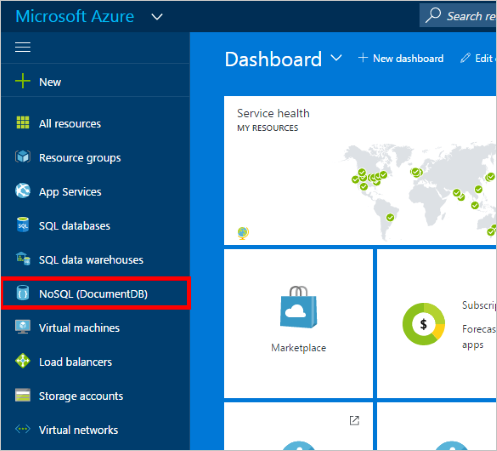 Microsoft Azure
Search re
New
All resources
Resource groups
App Services
SQL databases
SQL data warehouses
NoSQL (DocumentDB)
Virtual machines
Load balancers
Storage accounts
Virtual networks
Dashboard
+ New dashboard
Edit
Service health
MY RESOURCES
Marketplace
$
Subscrip
Forecas
apps